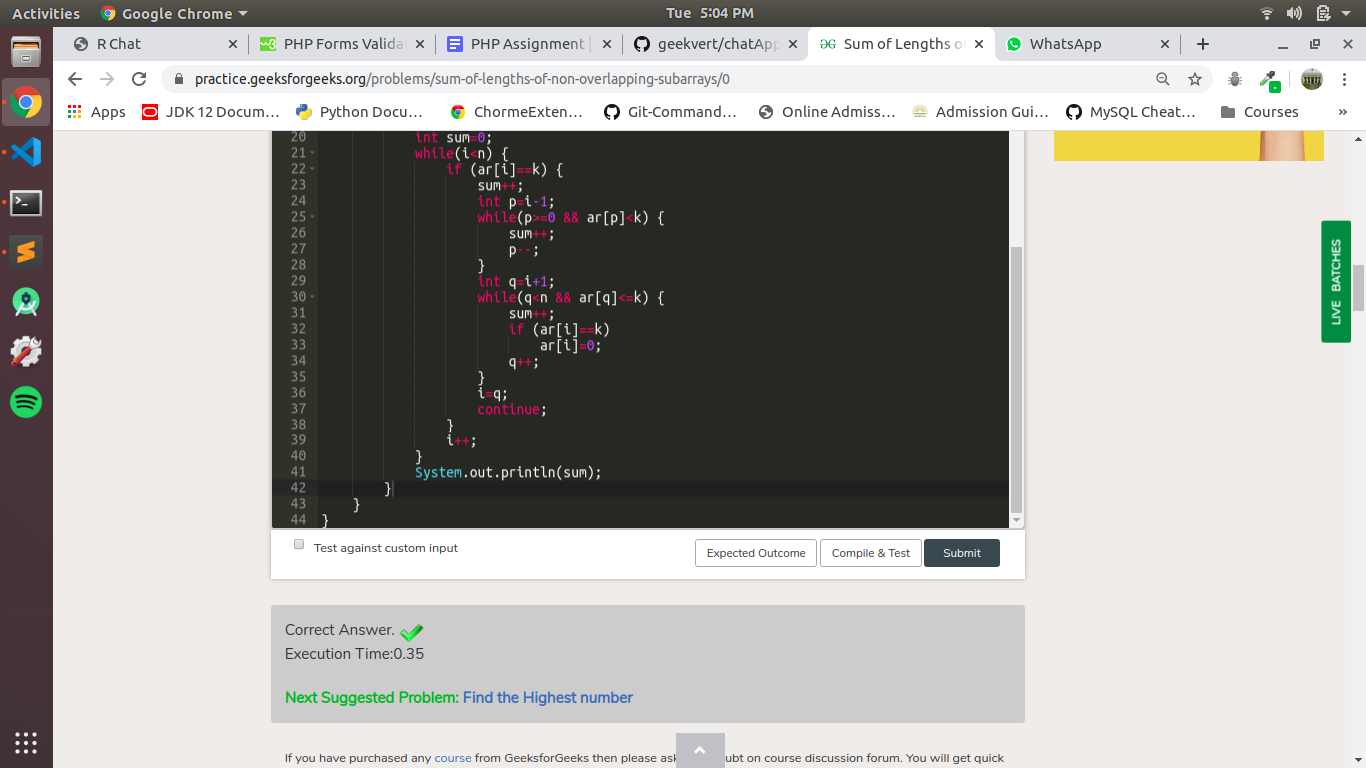 Activities Google Chrome Tue 5:04 PM
R Chat PHP Forms Valida PHP Assignment [ geekvert/chatApp Sum of Lengths o WhatsApp
practice.geeksforgeeks.org/problems/sum-of-lengths-of-non-overlapping-subarrays/0
Apps JDK 12 Docum... Python Docu... ChormeExten... Git-Command... Online Admiss... Admission Gui... MySQL Cheat... Courses »
20 int sum=0;
21 while(i<n) {
22 if (ar[i]==k) {
23 sum++;
24 int p=i-1;
25 while(p>=0 && ar[p]<k) {
26 sum++;
27 p--;
28 }
29 int q=i+1;
30 while(q<n && ar[q]<=k) {
31 sum++;
32 if (ar[i]==k)
33 ar[i]=0;
34 q++;
35 }
36 i=q;
37 continue;
38 }
39 i++;
40 }
41 System.out.println(sum);
42 }
43 }
44 }
LIVE BATCHES
Test against custom input Expected Outcome Compile & Test Submit
Correct Answer.
Execution Time:0.35
Next Suggested Problem: Find the Highest number
If you have purchased any course from GeeksforGeeks then please ask ubt on course discussion forum. You will get quick